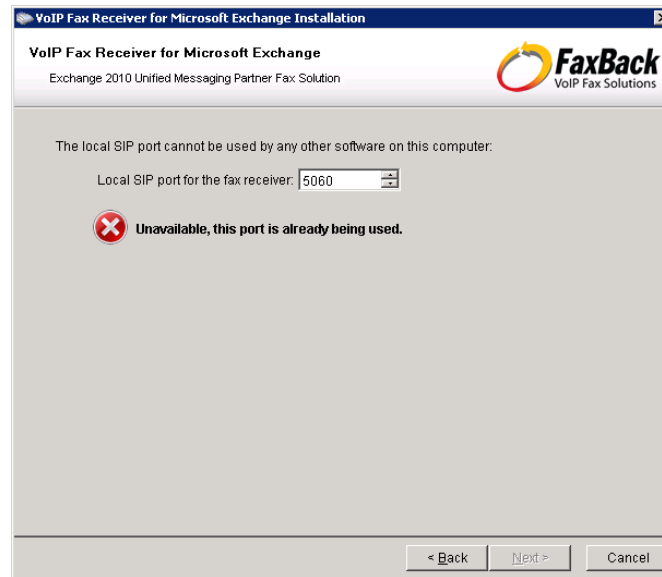 VoIP Fax Receiver for Microsoft Exchange Installation
VoIP Fax Receiver for Microsoft Exchange
Exchange 2010 Unified Messaging Partner Fax Solution
FaxBack
VoIP Fax Solutions
The local SIP port cannot be used by any other software on this computer:
Local SIP port for the fax receiver: 5060
Unavailable, this port is already being used.
< Back Next > Cancel